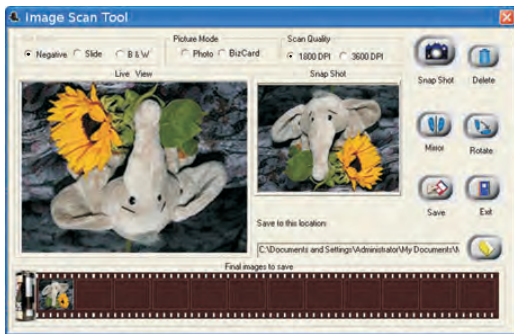 Image Scan Tool
Picture Mode
Scan Quality
Negative Slide B & W
Photo BizCard
1800 DPI 3600 DPI
Live View
Snap Shot
Snap Shot Delete
Mirror Rotate
Save Exit
Save to this location:
C:\Documents and Settings\Administrator\My Documents\M
Final images to save